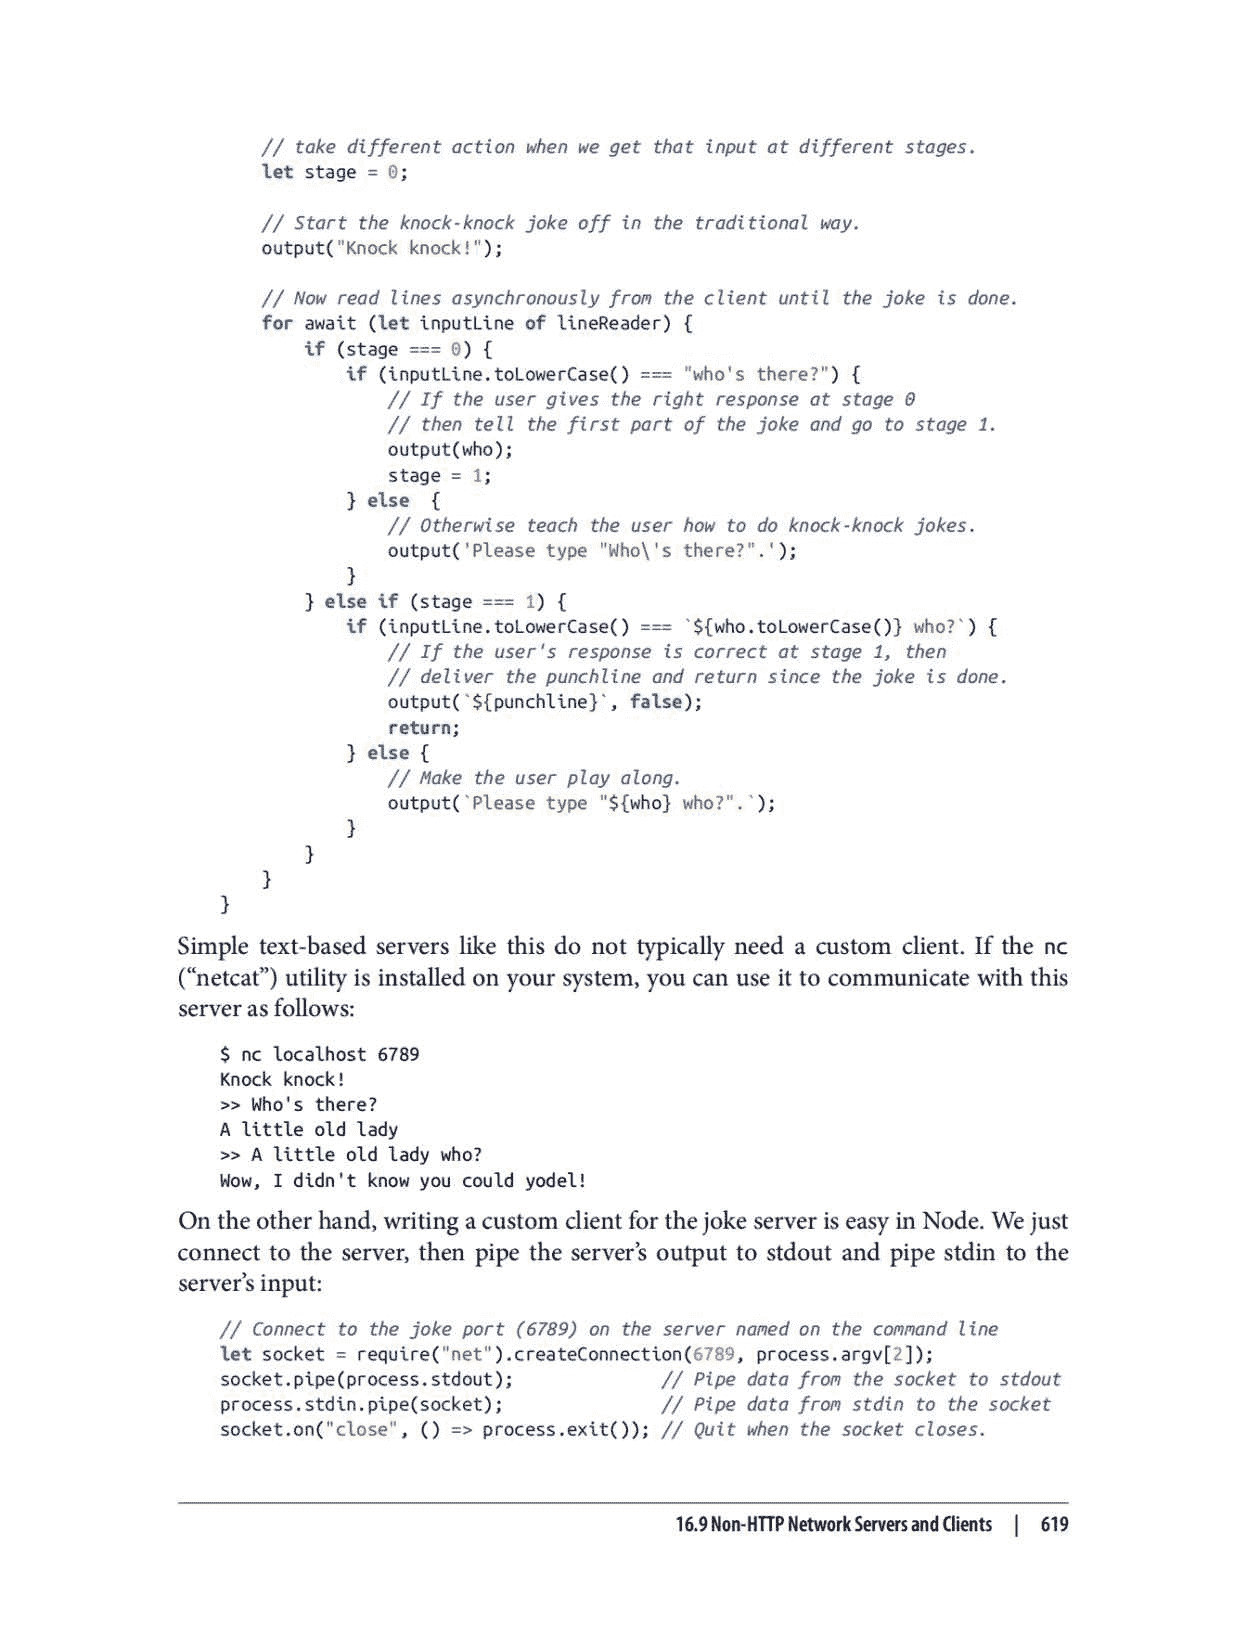 // take different action when we get that input at different stages.
let stage = 0;
// Start the knock-knock joke off in the traditional way.
output("Knock knock!");
// Now read lines asynchronously from the client until the joke is done.
for await (let inputLine of lineReader) {
if (stage === 0) {
if (inputLine.toLowerCase() === "who's there?") {
// If the user gives the right response at stage 0
// then tell the first part of the joke and go to stage 1.
output(who);
stage = 1;
} else  {
// Otherwise teach the user how to do knock-knock jokes.
output('Please type "Who\'s there?".');
}
} else if (stage === 1) {
if (inputLine.toLowerCase() === `${who.toLowerCase()} who?`) {
// If the user's response is correct at stage 1, then
// deliver the punchline and return since the joke is done.
output(`${punchline}`, false);
return;
} else {
// Make the user play along.
output(`Please type "${who} who?".`);
}
}
}
}
Simple text-based servers like this do not typically need a custom client. If the nc
(“netcat”) utility is installed on your system, you can use it to communicate with this
server as follows:
$ nc localhost 6789
Knock knock!
>> Who's there?
A little old lady
>> A little old lady who?
Wow, I didn't know you could yodel!
On the other hand, writing a custom client for the joke server is easy in Node. We just
connect to the server, then pipe the server’s output to stdout and pipe stdin to the
server’s input:
// Connect to the joke port (6789) on the server named on the command line
let socket = require("net").createConnection(6789, process.argv[2]);
socket.pipe(process.stdout);              // Pipe data from the socket to stdout
process.stdin.pipe(socket);               // Pipe data from stdin to the socket
socket.on("close", () => process.exit()); // Quit when the socket closes.
16.9 Non-HTTP Network Servers and Clients | 619